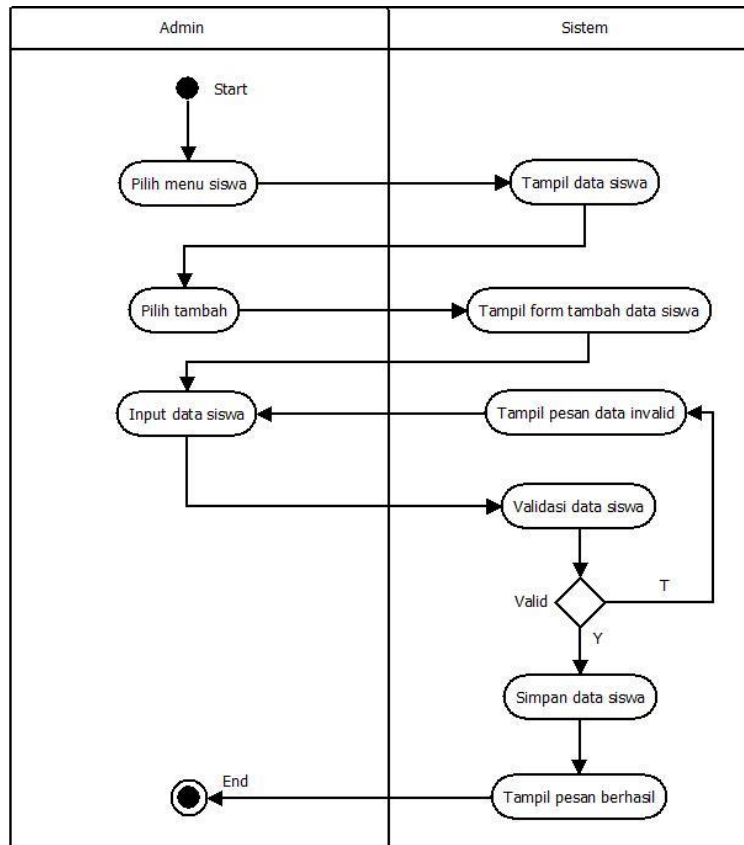 Admin
Sistem
Start
Pilih menu siswa
Tampil data siswa
Pilih tambah
Tampil form tambah data siswa
Input data siswa
Tampil pesan data invalid
Validasi data siswa
Valid
T
Y
Simpan data siswa
End
Tampil pesan berhasil